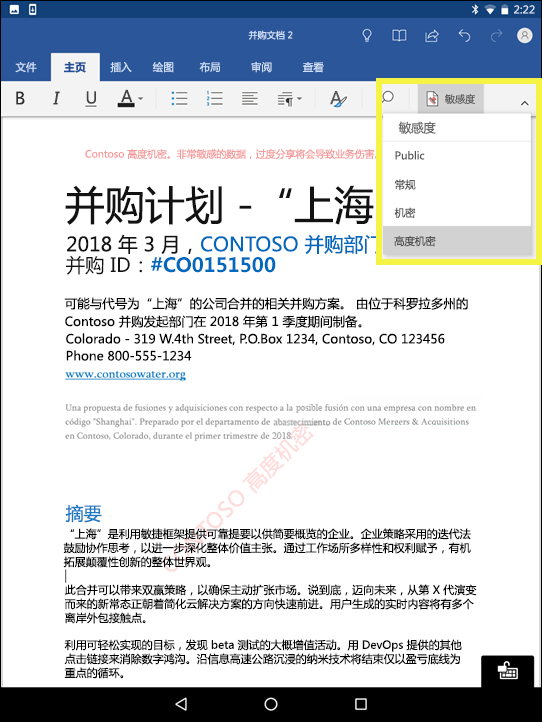 2:22
并购文档 2
文件 主页 插入 绘图 布局 审阅 查看
B I U A 敏感度
敏感度
Public
常规
机密
高度机密
Contoso 高度机密。非常敏感的数据，过度分享将会导致业务伤害
并购计划 - “上海
2018 年 3 月，CONTOSO 并购部门
并购 ID：#CO0151500
可能与代号为“上海”的公司合并的相关并购方案。 由位于科罗拉多州的
Contoso 并购发起部门在 2018 年第 1 季度期间制备。
Colorado - 319 W.4th Street, P.O.Box 1234, Contoso, CO 123456
Phone 800-555-1234
www.contosowater.org
Una propuesta de fusiones y adquisiciones con respecto a la posible fusión con una empresa con nombre en
código "Shanghai". Preparado por el departamento de abastecimiento de Contoso Merzers & Acquisitions
en Contoso, Colorado, durante el primer trimestre de 2018.
CONTOSO 高度机密
摘要
“上海”是利用敏捷框架提供可靠提要以供简要概览的企业。企业策略采用的迭代法
鼓励协作思考，以进一步深化整体价值主张。通过工作场所多样性和权利赋予，有机
拓展颠覆性创新的整体世界观。
此合并可以带来双赢策略，以确保主动扩张市场。说到底，迈向未来，从第 X 代演变
而来的新常态正朝着简化云解决方案的方向快速前进。用户生成的实时内容将有多个
离岸外包接触点。
利用可轻松实现的目标，发现 beta 测试的大概增值活动。用 DevOps 提供的其他
点击链接来消除数字鸿沟。沿信息高速公路沉浸的纳米技术将结束仅以盈亏底线为
重点的循环。